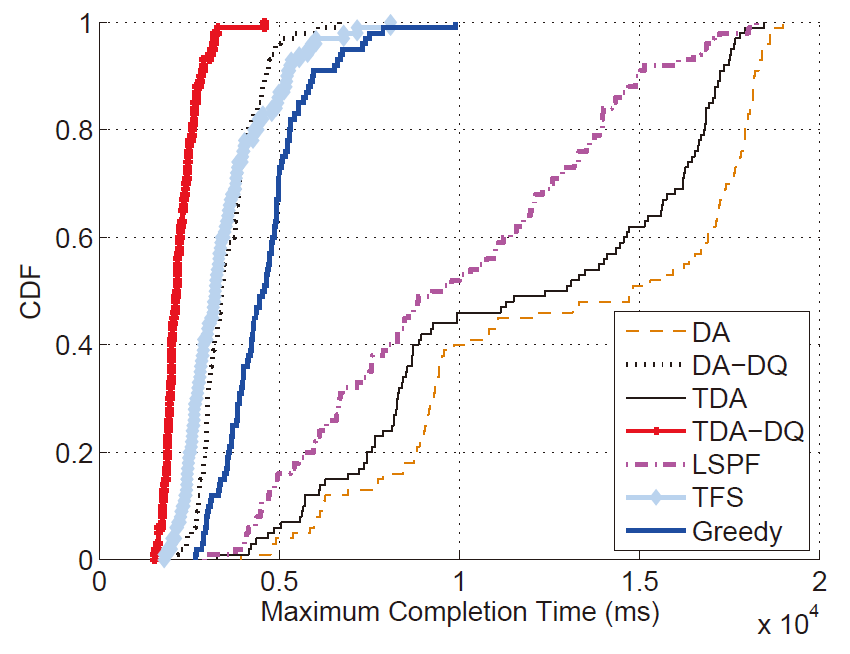 1
0.8
0.6
0.4
0.2
0
CDF
0 0.5 1 1.5 2
Maximum Completion Time (ms)
x 10^4
DA
DA−DQ
TDA
TDA−DQ
LSPF
TFS
Greedy